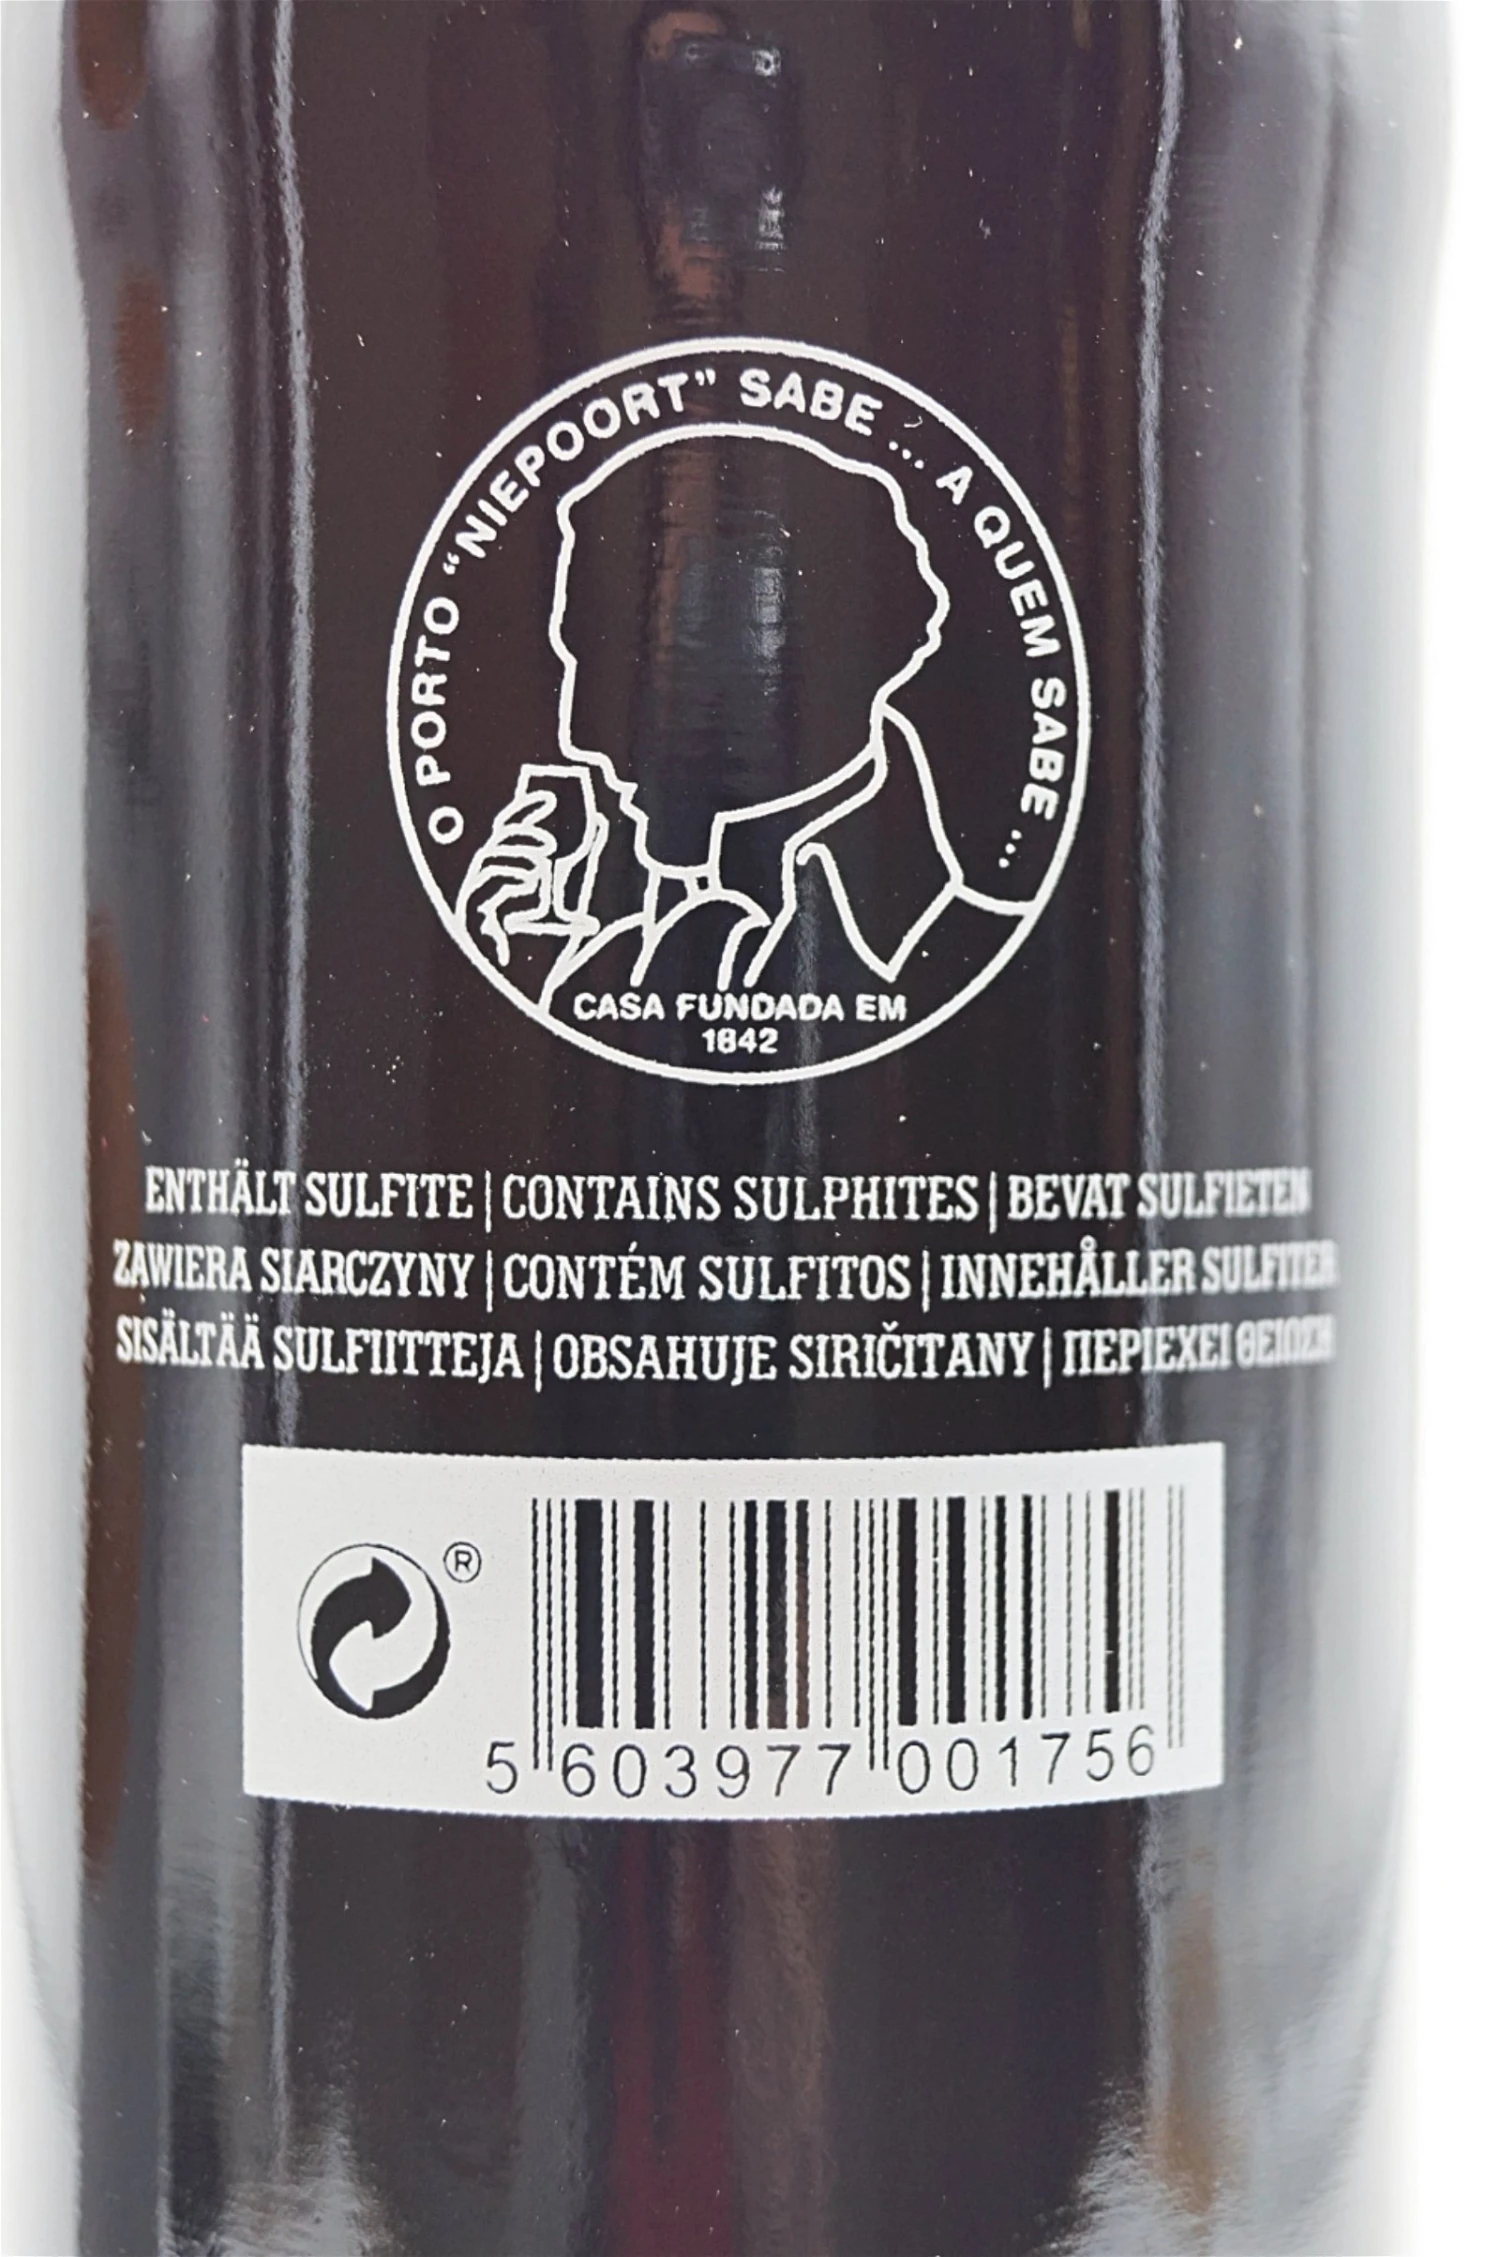 O PORTO “NIEPOORT” SABE ... A QUEM SABE ...
CASA FUNDADA EM
1842
ENTHÄLT SULFITE | CONTAINS SULPHITES | BEVAT SULFIETEN
ZAWIERA SIARCZYNY | CONTÉM SULFITOS | INNEHÅLLER SULFITER
SISÄLTÄÄ SULFIITTEJA | OBSAHUJE SIRIČITANY | ΠΕΡΙΕΧΕΙ
®
5 603977 001756